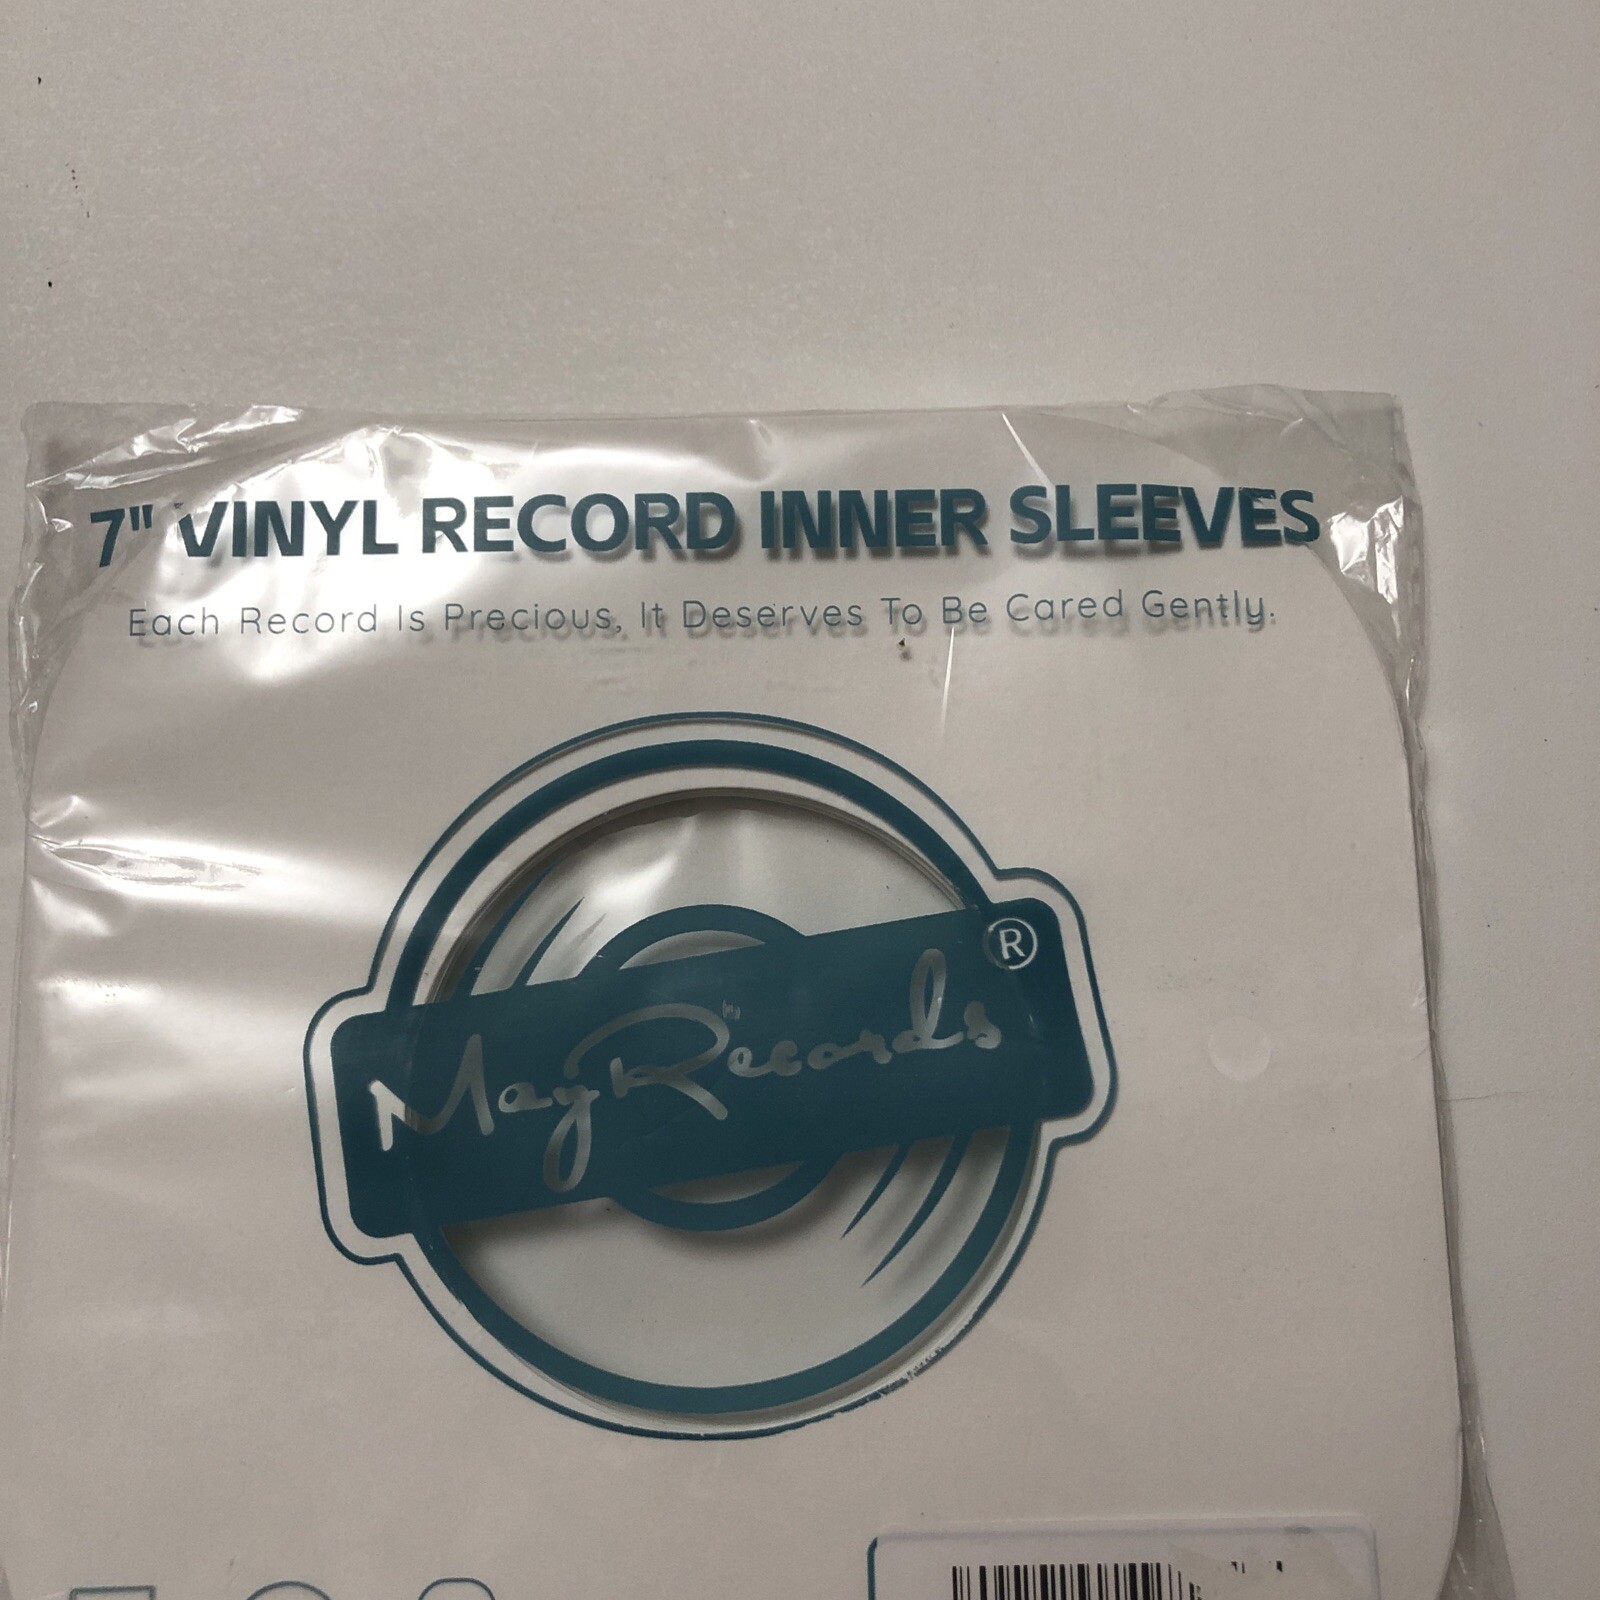 7" VINYL RECORD INNER SLEEVES
Each Record Is Precious, It Deserves To Be Cared Gently.
MayRecords ®